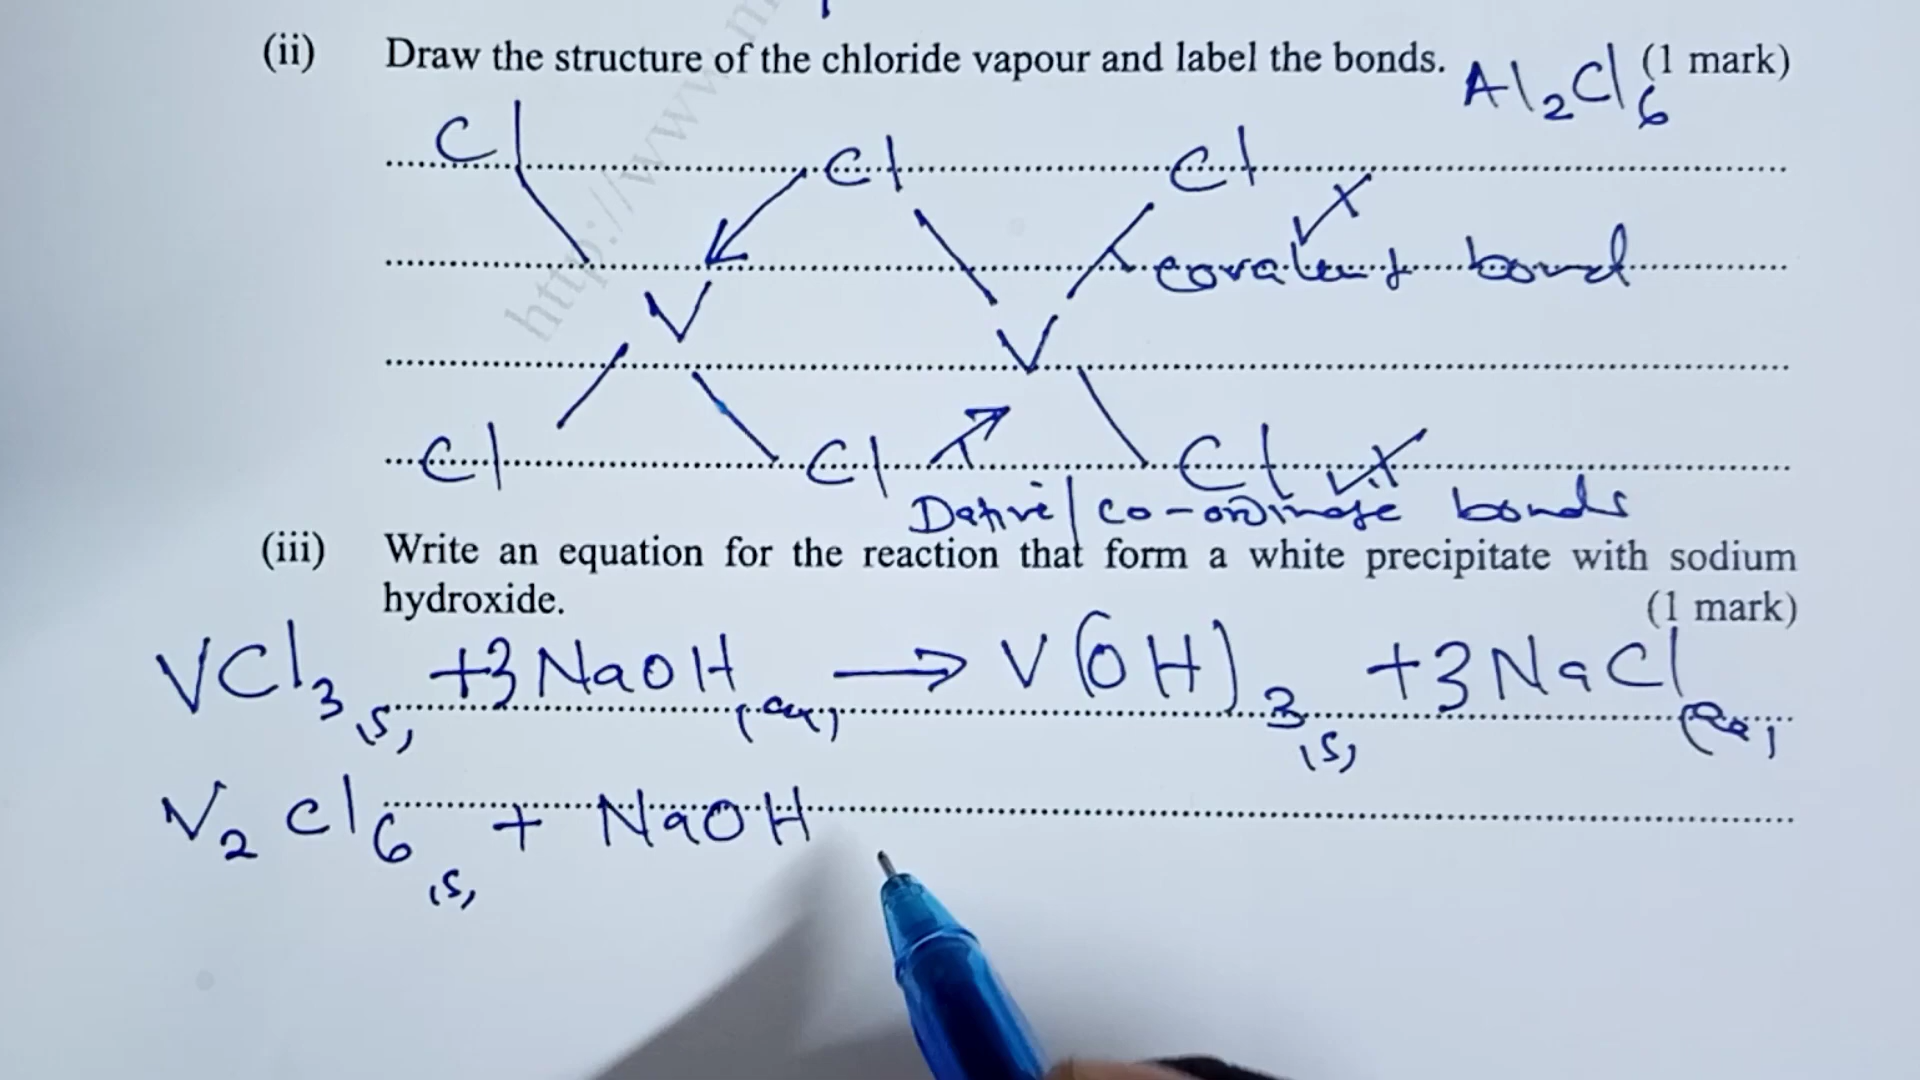 (ii) Draw the structure of the chloride vapour and label the bonds. (1 mark)
Al2Cl6
Cl Cl Cl
covalent bond
V V
Cl Cl Cl
Dative/co-ordinate bonds
(iii) Write an equation for the reaction that form a white precipitate with sodium
hydroxide. (1 mark)
VCl3(s) +3NaOH(aq) → V(OH)3(s) +3NaCl(aq)
V2Cl6(s) + NaOH
http://www.m